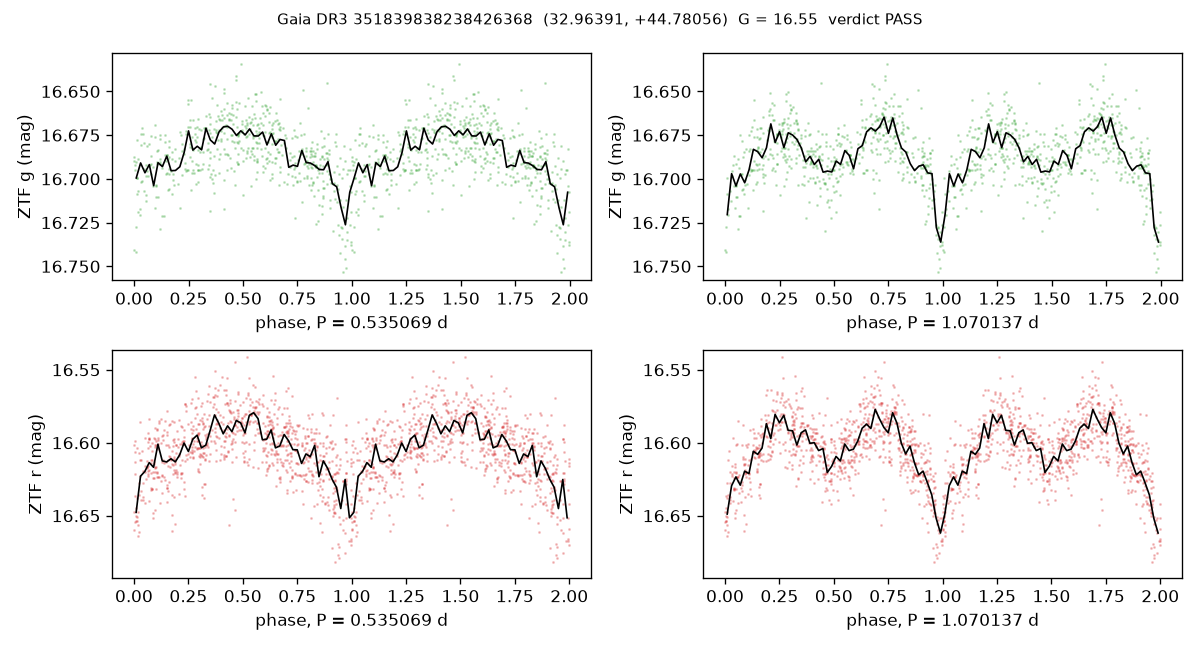 Gaia DR3 351839838238426368 (32.96391, +44.78056) G = 16.55 verdict PASS
ZTF g (mag)
16.650
16.675
16.700
16.725
16.750
0.00 0.25 0.50 0.75 1.00 1.25 1.50 1.75 2.00
phase, P = 0.535069 d
ZTF g (mag)
16.650
16.675
16.700
16.725
16.750
0.00 0.25 0.50 0.75 1.00 1.25 1.50 1.75 2.00
phase, P = 1.070137 d
ZTF r (mag)
16.55
16.60
16.65
0.00 0.25 0.50 0.75 1.00 1.25 1.50 1.75 2.00
phase, P = 0.535069 d
ZTF r (mag)
16.55
16.60
16.65
0.00 0.25 0.50 0.75 1.00 1.25 1.50 1.75 2.00
phase, P = 1.070137 d